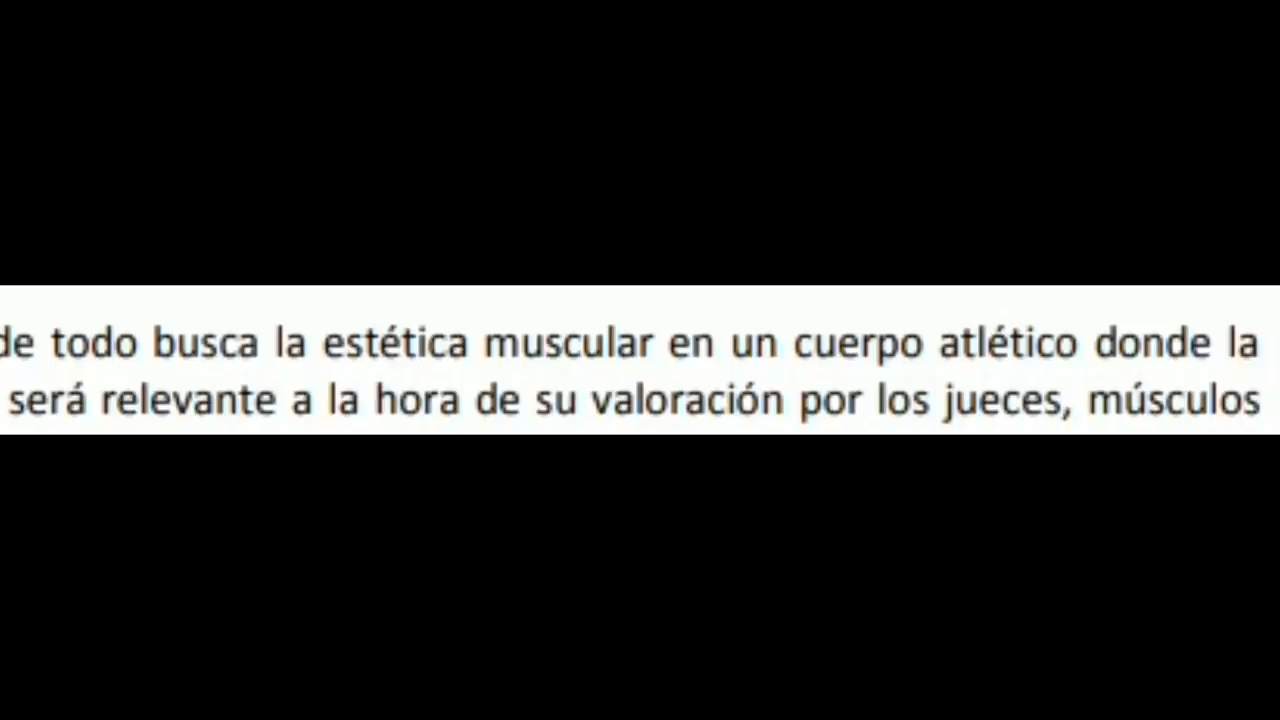 de todo busca la estética muscular en un cuerpo atlético donde la
será relevante a la hora de su valoración por los jueces, músculos